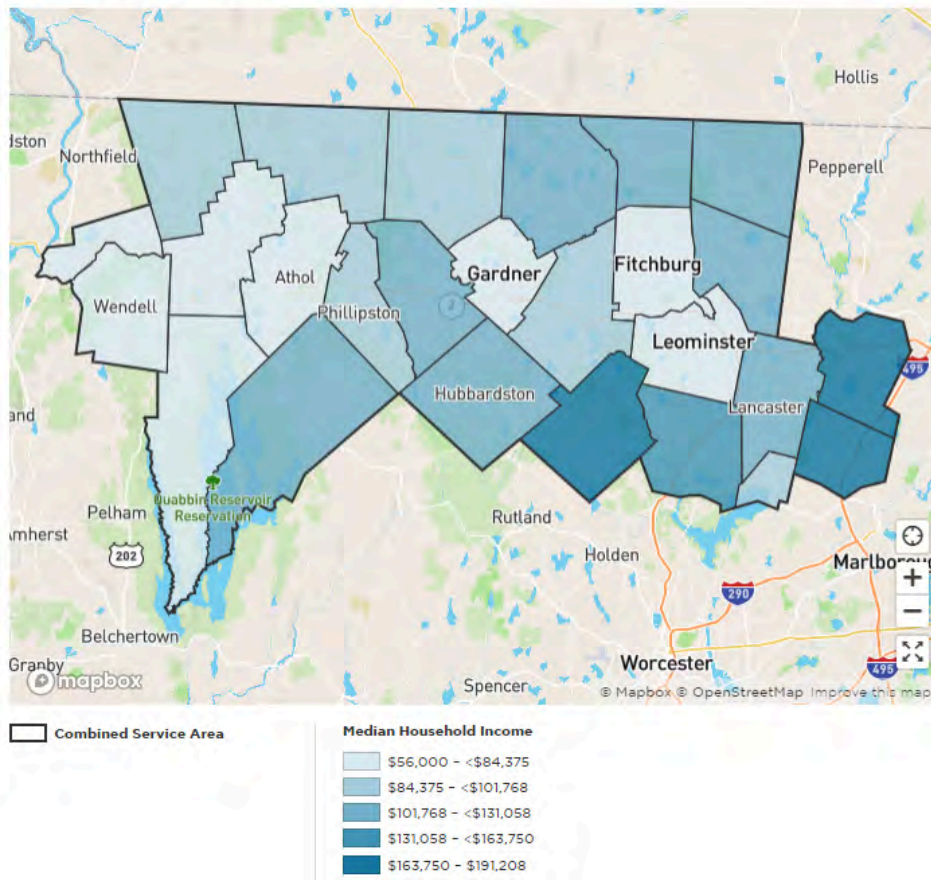 Hollis
dston
Northfield
Pepperell
Gardner
Fitchburg
Athol
Wendell
Phillipston
2
Leominster
495
Hubbardston
Lancaster
and
Quabbin Reservoir
Reservation
Pelham
Rutland
Amherst
202
Holden
Marlboroug
290
Belchertown
Granby
Worcester
495
mapbox
Spencer
© Mapbox © OpenStreetMap Improve this map
Combined Service Area
Median Household Income
$56,000 - <$84,375
$84,375 - <$101,768
$101,768 - <$131,058
$131,058 - <$163,750
$163,750 - $191,208